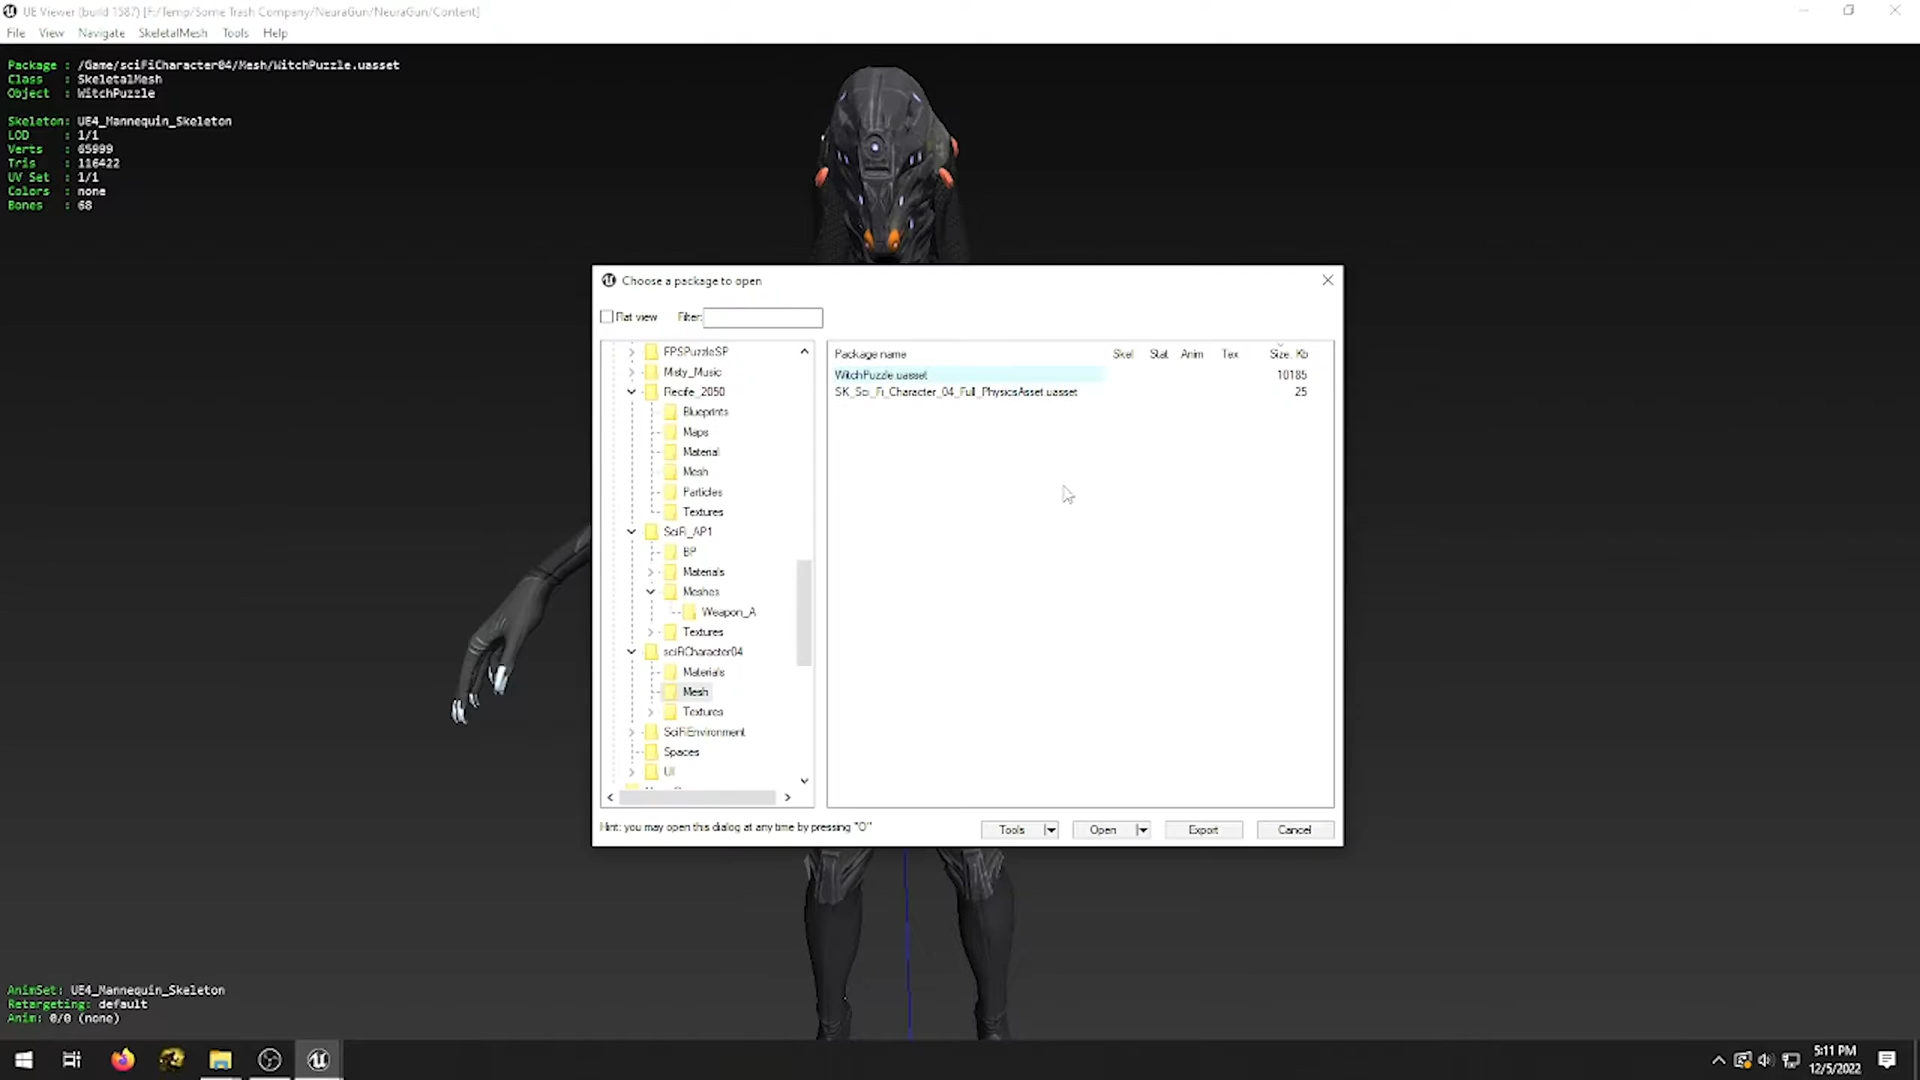 UE Viewer (build 1587) [F:/Temp/Some Trash Company/NeuraGun/NeuraGun/Content]
File View Navigate SkeletalMesh Tools Help
Package : /Game/sciFiCharacter04/Mesh/WitchPuzzle.uasset
Class : SkeletalMesh
Object : WitchPuzzle
Skeleton: UE4_Mannequin_Skeleton
LOD : 1/1
Verts : 65999
Tris : 116422
UV Set : 1/1
Colors : none
Bones : 68
Choose a package to open
Flat view Filter:
FPSPuzzleSP
Misty_Music
Recife_2050
Blueprints
Maps
Material
Mesh
Particles
Textures
SciFi_AP1
BP
Materials
Meshes
Weapon_A
Textures
sciFiCharacter04
Materials
Mesh
Textures
SciFiEnvironment
Spaces
UI
Package name Skel Stat Anim Tex Size, Kb
WitchPuzzle.uasset 10185
SK_Sci_Fi_Character_04_Full_PhysicsAsset.uasset 25
Hint: you may open this dialog at any time by pressing "O"
Tools Open Export Cancel
AnimSet: UE4_Mannequin_Skeleton
Retargeting: default
Anim: 0/0 (none)
5:11 PM
12/5/2022